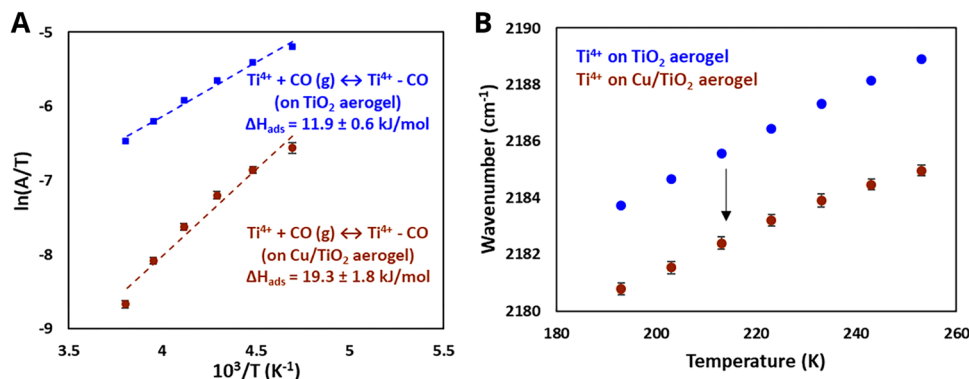 A
-5
-6
-7
-8
-9
ln(A/T)
Ti⁴⁺ + CO (g) ↔ Ti⁴⁺ - CO
(on TiO₂ aerogel)
ΔH_ads = 11.9 ± 0.6 kJ/mol
Ti⁴⁺ + CO (g) ↔ Ti⁴⁺ - CO
(on Cu/TiO₂ aerogel)
ΔH_ads = 19.3 ± 1.8 kJ/mol
3.5 4 4.5 5 5.5
10³/T (K⁻¹)
B
2190
2188
2186
2184
2182
2180
Wavenumber (cm⁻¹)
Ti⁴⁺ on TiO₂ aerogel
Ti⁴⁺ on Cu/TiO₂ aerogel
180 200 220 240 260
Temperature (K)